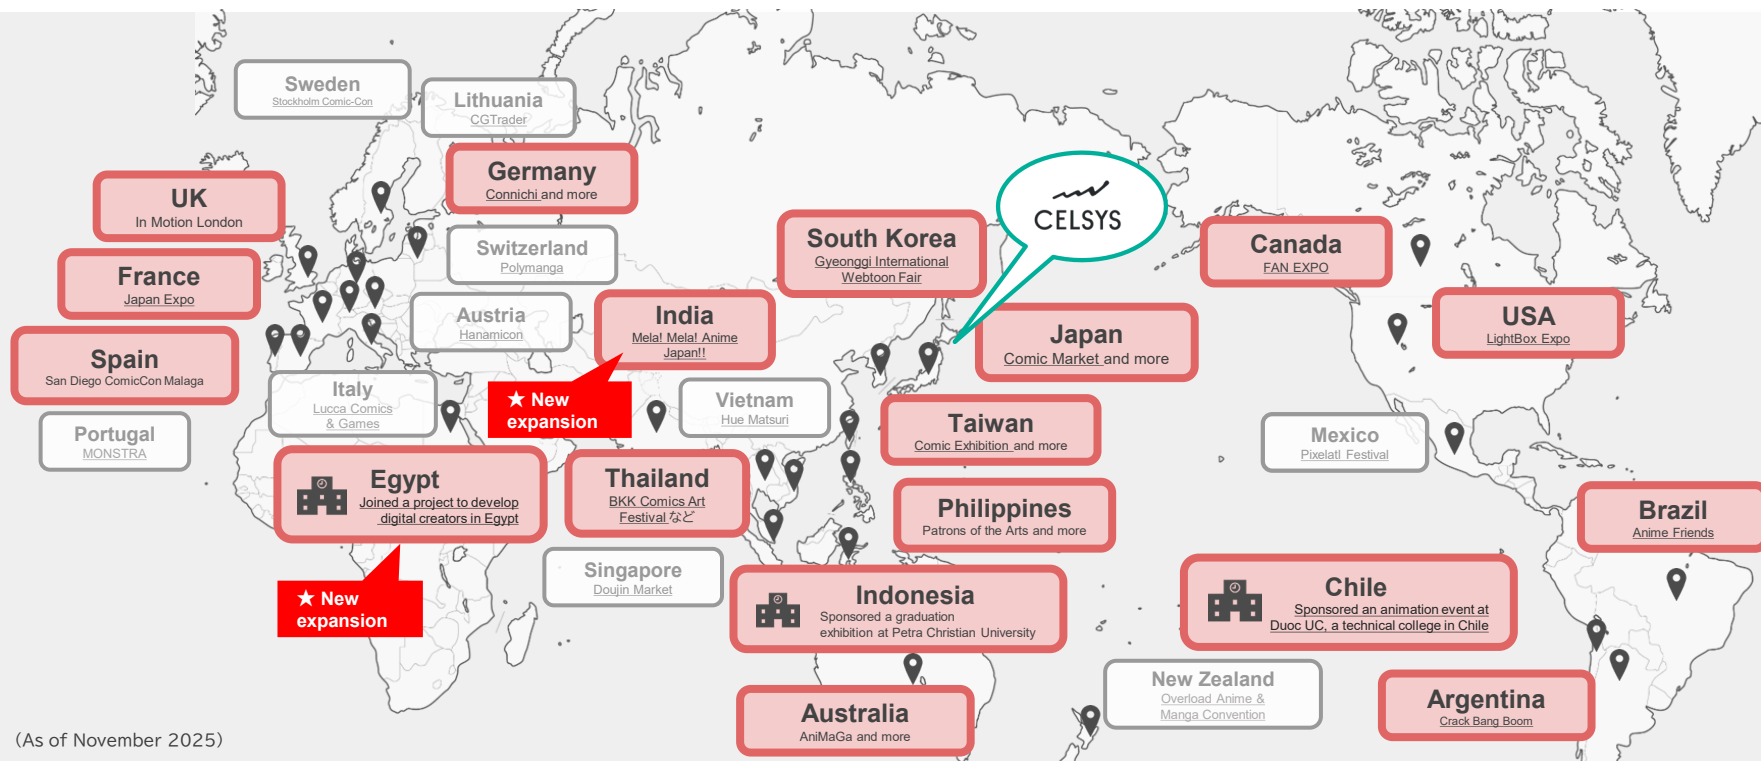 Sweden
Stockholm Comic-Con
Lithuania
CGTrader
Germany
Connichi and more
UK
In Motion London
Switzerland
Polymanga
South Korea
Gyeonggi International
Webtoon Fair
CELSYS
Canada
FAN EXPO
France
Japan Expo
Austria
Hanamicon
India
Mela! Mela! Anime
Japan!!
★ New
expansion
Japan
Comic Market and more
USA
LightBox Expo
Spain
San Diego ComicCon Malaga
Italy
Lucca Comics
& Games
Vietnam
Hue Matsuri
Taiwan
Comic Exhibition and more
Portugal
MONSTRA
Mexico
Pixelatl Festival
Egypt
Joined a project to develop
digital creators in Egypt
★ New
expansion
Thailand
BKK Comics Art
Festival など
Philippines
Patrons of the Arts and more
Brazil
Anime Friends
Singapore
Doujin Market
Indonesia
Sponsored a graduation
exhibition at Petra Christian University
Chile
Sponsored an animation event at
Duoc UC, a technical college in Chile
New Zealand
Overload Anime &
Manga Convention
Argentina
Crack Bang Boom
Australia
AniMaGa and more
(As of November 2025)